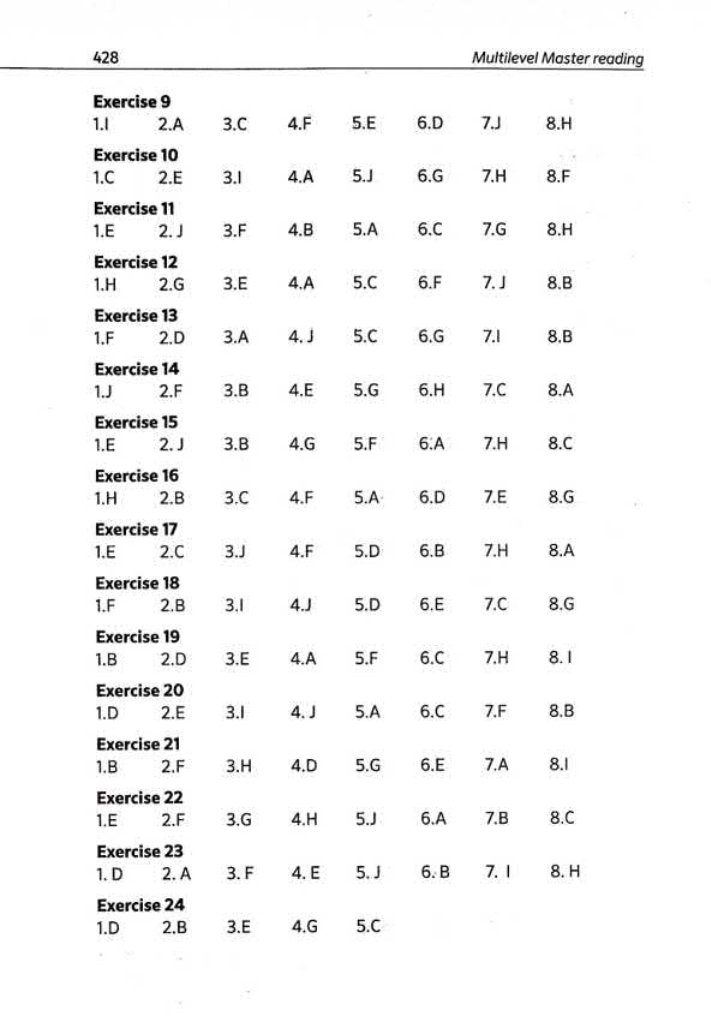 428 Multilevel Master reading
Exercise 9
1.I 2.A 3.C 4.F 5.E 6.D 7.J 8.H
Exercise 10
1.C 2.E 3.I 4.A 5.J 6.G 7.H 8.F
Exercise 11
1.E 2. J 3.F 4.B 5.A 6.C 7.G 8.H
Exercise 12
1.H 2.G 3.E 4.A 5.C 6.F 7. J 8.B
Exercise 13
1.F 2.D 3.A 4. J 5.C 6.G 7.I 8.B
Exercise 14
1.J 2.F 3.B 4.E 5.G 6.H 7.C 8.A
Exercise 15
1.E 2. J 3.B 4.G 5.F 6.A 7.H 8.C
Exercise 16
1.H 2.B 3.C 4.F 5.A 6.D 7.E 8.G
Exercise 17
1.E 2.C 3.J 4.F 5.D 6.B 7.H 8.A
Exercise 18
1.F 2.B 3.I 4.J 5.D 6.E 7.C 8.G
Exercise 19
1.B 2.D 3.E 4.A 5.F 6.C 7.H 8. I
Exercise 20
1.D 2.E 3.I 4. J 5.A 6.C 7.F 8.B
Exercise 21
1.B 2.F 3.H 4.D 5.G 6.E 7.A 8.I
Exercise 22
1.E 2.F 3.G 4.H 5.J 6.A 7.B 8.C
Exercise 23
1. D 2. A 3. F 4. E 5. J 6. B 7. I 8. H
Exercise 24
1.D 2.B 3.E 4.G 5.C